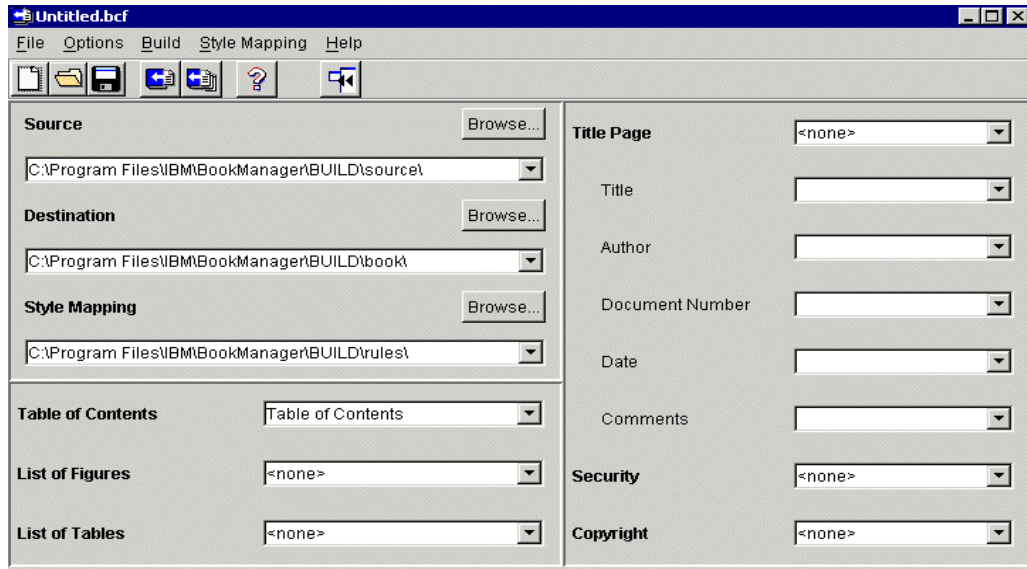 Untitled.bcf
File Options Build Style Mapping Help
Source Browse...
C:\Program Files\IBM\BookManager\BUILD\source\
Destination Browse...
C:\Program Files\IBM\BookManager\BUILD\book\
Style Mapping Browse...
C:\Program Files\IBM\BookManager\BUILD\rules\
Table of Contents Table of Contents
List of Figures <none>
List of Tables <none>
Title Page <none>
Title
Author
Document Number
Date
Comments
Security <none>
Copyright <none>